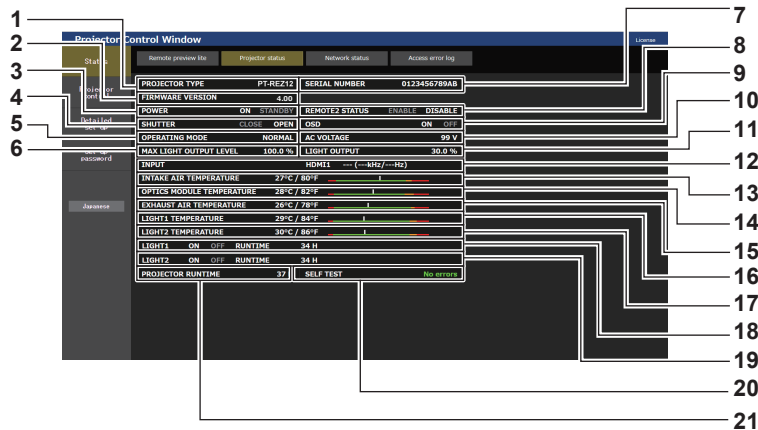 1
2
3
4
5
6
7
8
9
10
11
12
13
14
15
16
17
18
19
20
21
Projector Control Window
License
Status
Remote preview lite
Projector status
Network status
Access error log
Projector control
Detailed set up
Set up password
Japanese
PROJECTOR TYPE PT-REZ12 SERIAL NUMBER 0123456789AB
FIRMWARE VERSION 4.00
POWER ON STANDBY REMOTE2 STATUS ENABLE DISABLE
SHUTTER CLOSE OPEN OSD ON OFF
OPERATING MODE NORMAL AC VOLTAGE 99 V
MAX LIGHT OUTPUT LEVEL 100.0 % LIGHT OUTPUT 30.0 %
INPUT HDMI1 --- (---kHz/---Hz)
INTAKE AIR TEMPERATURE 27°C / 80°F
OPTICS MODULE TEMPERATURE 28°C / 82°F
EXHAUST AIR TEMPERATURE 26°C / 78°F
LIGHT1 TEMPERATURE 29°C / 84°F
LIGHT2 TEMPERATURE 30°C / 86°F
LIGHT1 ON OFF RUNTIME 34 H
LIGHT2 ON OFF RUNTIME 34 H
PROJECTOR RUNTIME 37 SELF TEST No errors